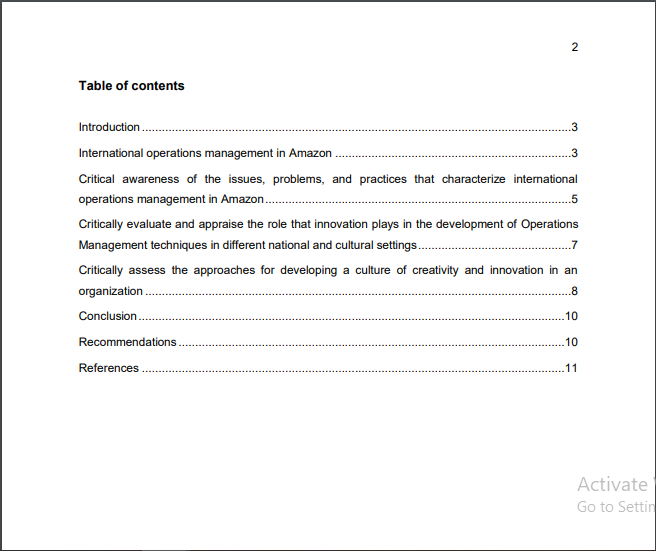 2
Table of contents
Introduction ........................................................................................................................................3
International operations management in Amazon ........................................................................3
Critical awareness of the issues, problems, and practices that characterize international
operations management in Amazon.............................................................................................5
Critically evaluate and appraise the role that innovation plays in the development of Operations
Management techniques in different national and cultural settings..............................................7
Critically assess the approaches for developing a culture of creativity and innovation in an
organization ................................................................................................................................8
Conclusion ................................................................................................................................10
Recommendations ....................................................................................................................10
References ................................................................................................................................11
Activate
Go to Settin